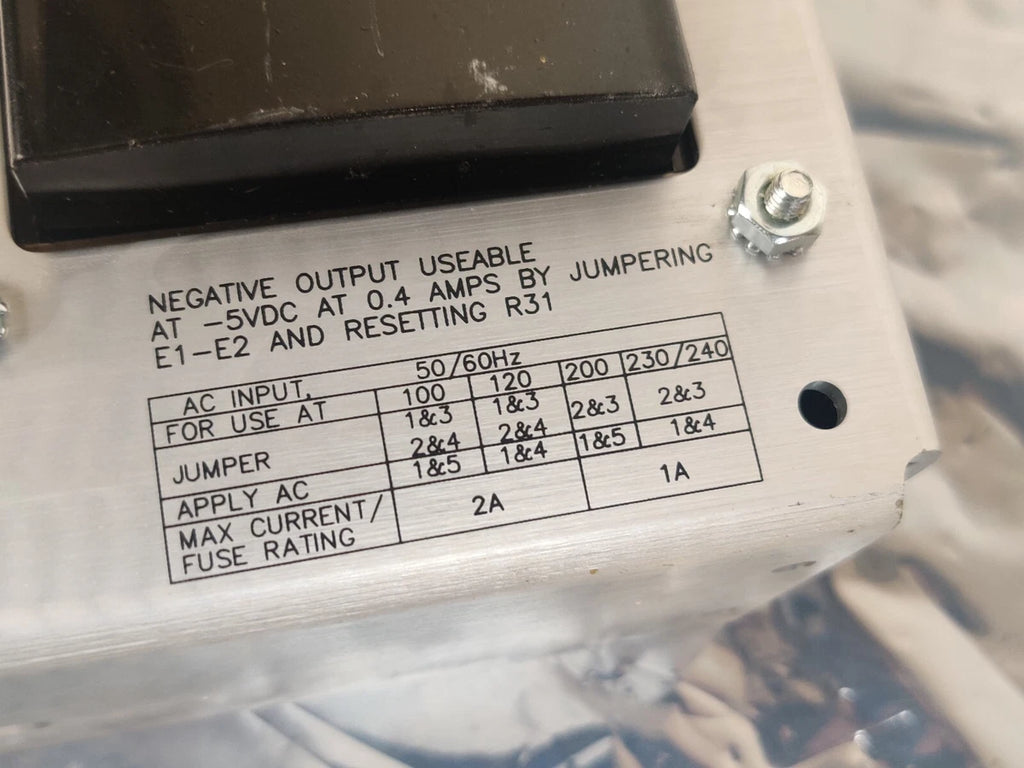 NEGATIVE OUTPUT USEABLE
AT -5VDC AT 0.4 AMPS BY JUMPERING
E1-E2 AND RESETTING R31
AC INPUT, 50/60Hz
FOR USE AT 100 120 200 230/240
JUMPER 1&3 1&3 2&3 2&3
2&4 2&4
APPLY AC 1&5 1&4 1&5 1&4
MAX CURRENT/ 2A 1A
FUSE RATING